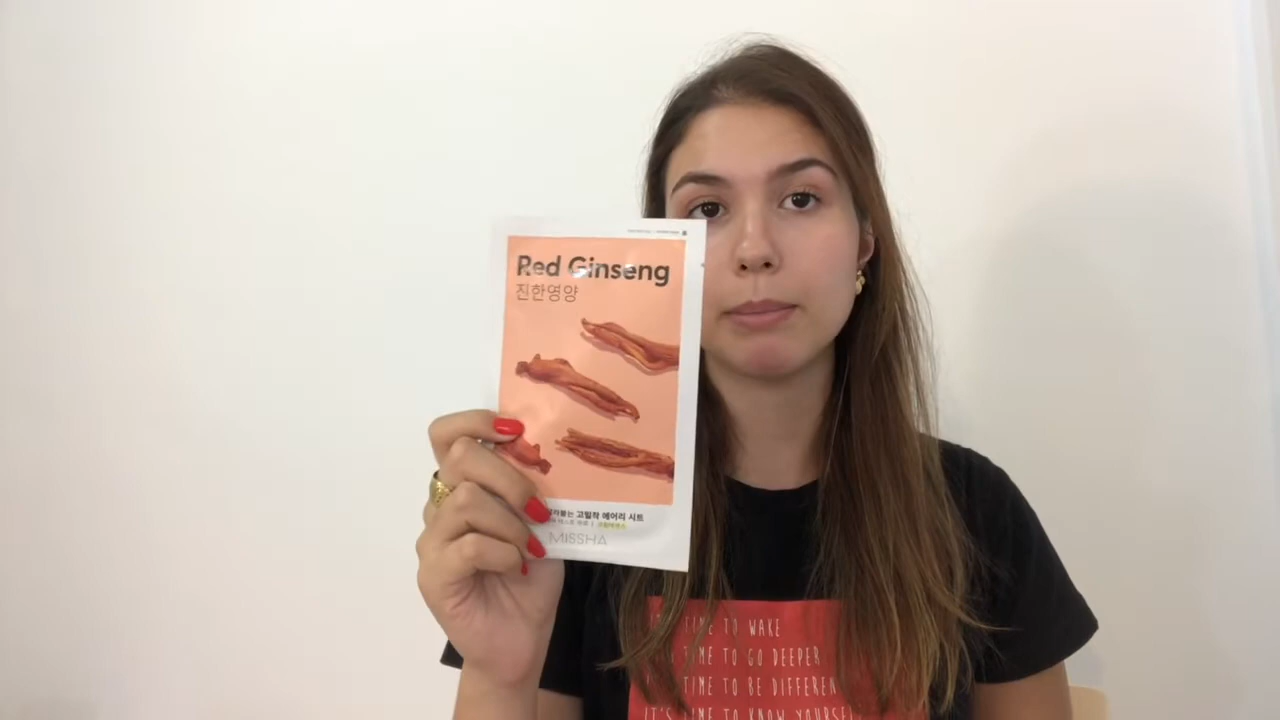 Red Ginseng
진한영양
고밀착 에어리 시트
MISSHA
TIME TO WAKE
TIME TO GO DEEPER
TIME TO BE DIFFEREN
IT'S TIME TO KNOW YOURSELF